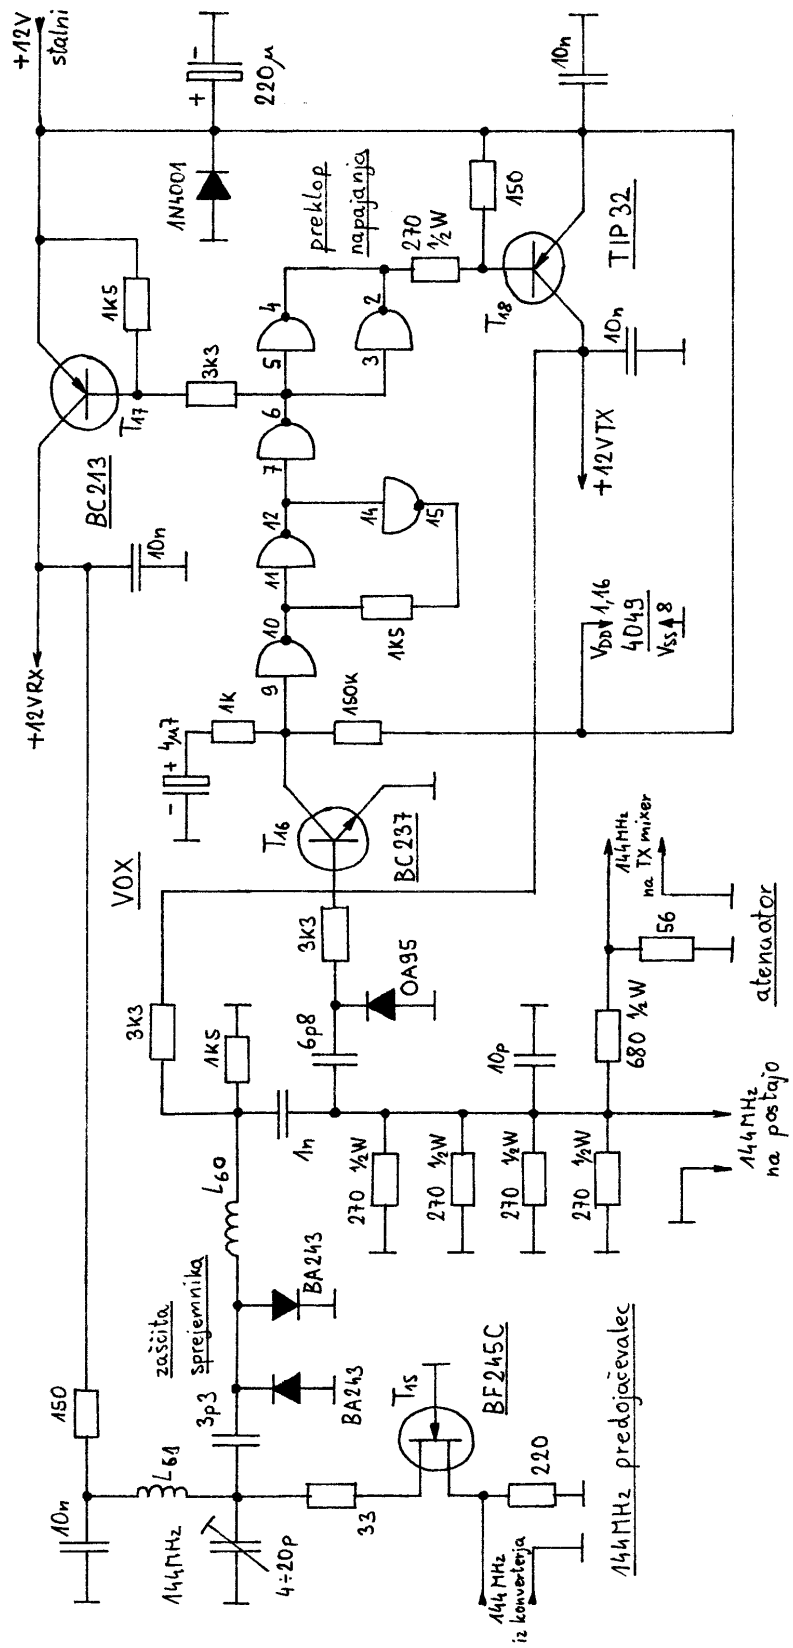 +12V
stalni
220μ
+
-
1N4001
10n
preklop
napajanja
270
½W
150
TIP32
T18
10n
+12VTX
1K5
3K3
T17
BC213
10n
+12VRX
4
5
2
3
6
7
12
14
15
11
10
1K5
9
1K
+ 4μ7
-
150K
VDD 1,16
4049
VSS 8
T16
BC237
VOX
3K3
3K3
OA95
6p8
1K5
1n
10p
L60
270 ½W
270 ½W
270 ½W
270 ½W
680 ½W
56
144MHz
na TX mixer
atenuator
144MHz
na postajo
zaščita
sprejemnika
BA243
BA243
3p3
150
10n
L61
144MHz
4÷20p
33
T15
BF245C
220
144MHz
iz konverterja
144MHz predojačevalec